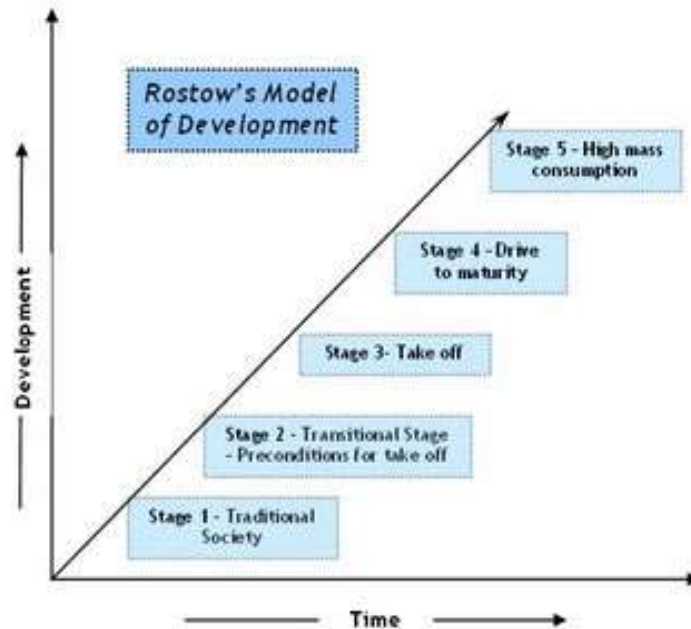 Rostow's Model
of Development
Stage 5 - High mass
consumption
Stage 4 - Drive
to maturity
Stage 3- Take off
Stage 2 - Transitional Stage
- Preconditions for take off
Stage 1 - Traditional
Society
Development
Time